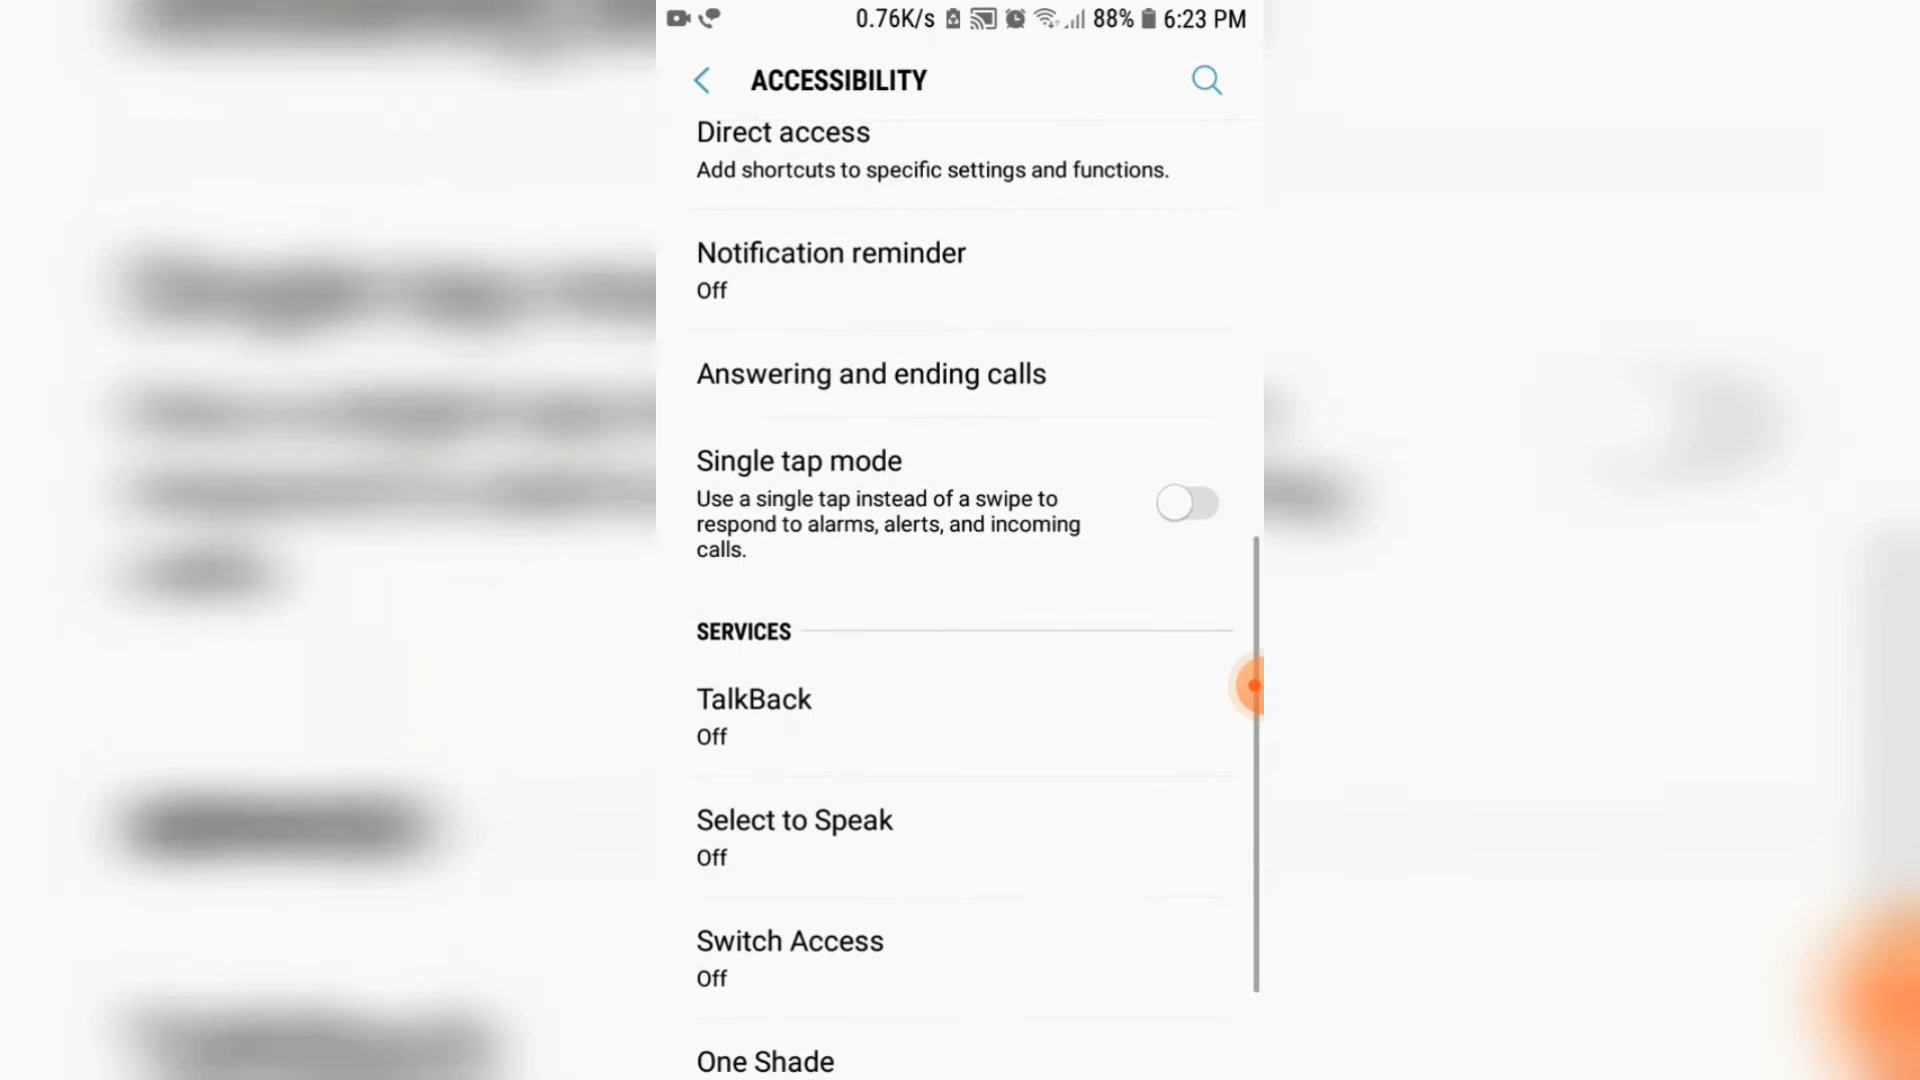 0.76K/s 88% 6:23 PM
ACCESSIBILITY
Direct access
Add shortcuts to specific settings and functions.
Notification reminder
Off
Answering and ending calls
Single tap mode
Use a single tap instead of a swipe to
respond to alarms, alerts, and incoming
calls.
SERVICES
TalkBack
Off
Select to Speak
Off
Switch Access
Off
One Shade